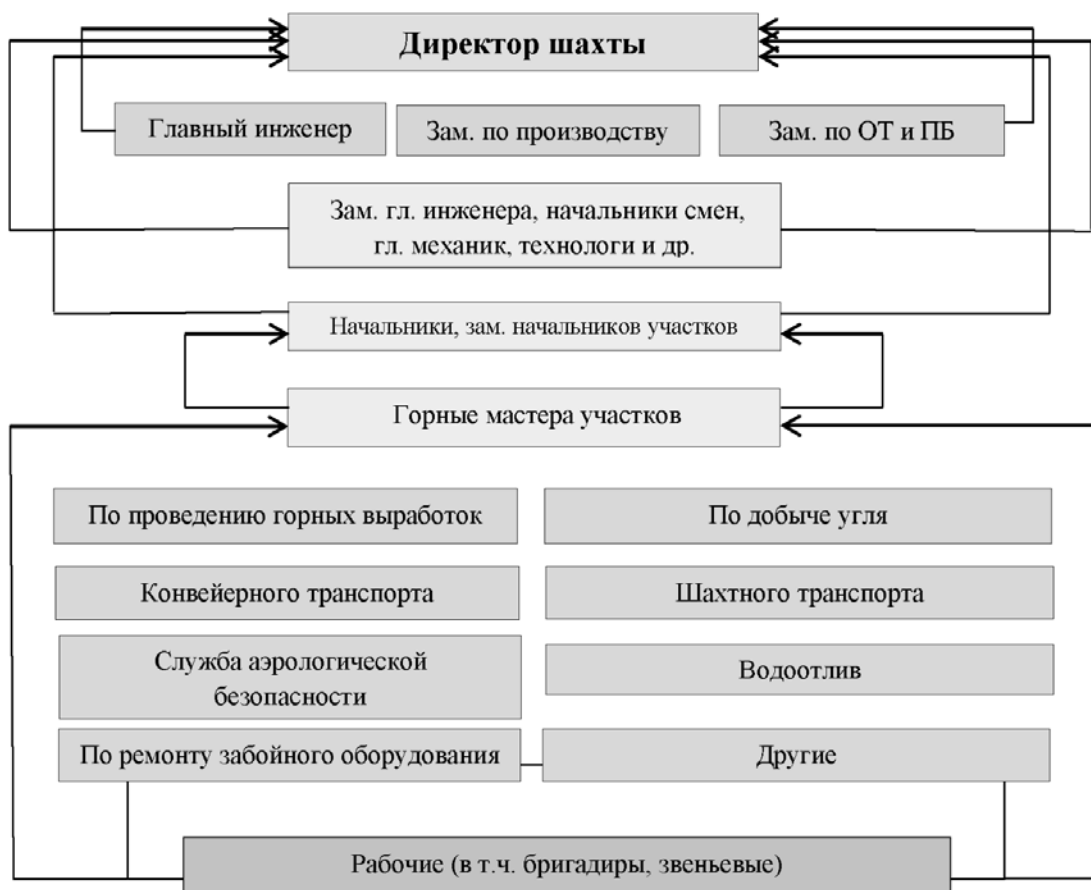 Директор шахты
Главный инженер
Зам. по производству
Зам. по ОТ и ПБ
Зам. гл. инженера, начальники смен,
гл. механик, технологи и др.
Начальники, зам. начальников участков
Горные мастера участков
По проведению горных выработок
По добыче угля
Конвейерного транспорта
Шахтного транспорта
Служба аэрологической
безопасности
Водоотлив
По ремонту забойного оборудования
Другие
Рабочие (в т.ч. бригадиры, звеньевые)